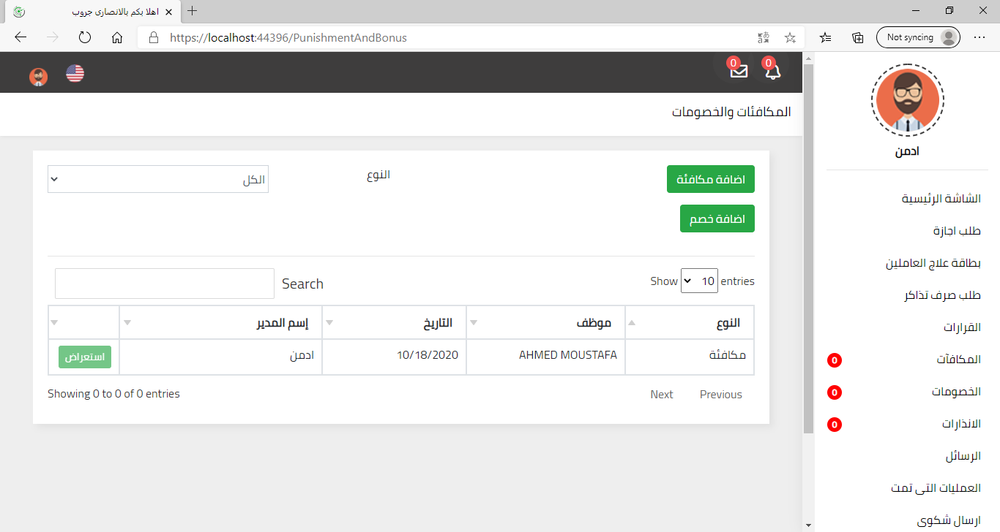 اهلا بكم بالانصارى جروب
https://localhost:44396/PunishmentAndBonus
Not syncing
0
0
المكافئات والخصومات
اضافة مكافئة
النوع
الكل
اضافة خصم
Show 10 entries
Search
النوع موظف التاريخ إسم المدير
مكافئة AHMED MOUSTAFA 10/18/2020 ادمن استعراض
Showing 0 to 0 of 0 entries
Next Previous
ادمن
الشاشة الرئيسية
طلب اجازة
بطاقة علاج العاملين
طلب صرف تذاكر
القرارات
المكافآت 0
الخصومات 0
الانذارات 0
الرسائل
العمليات التى تمت
ارسال شكوى